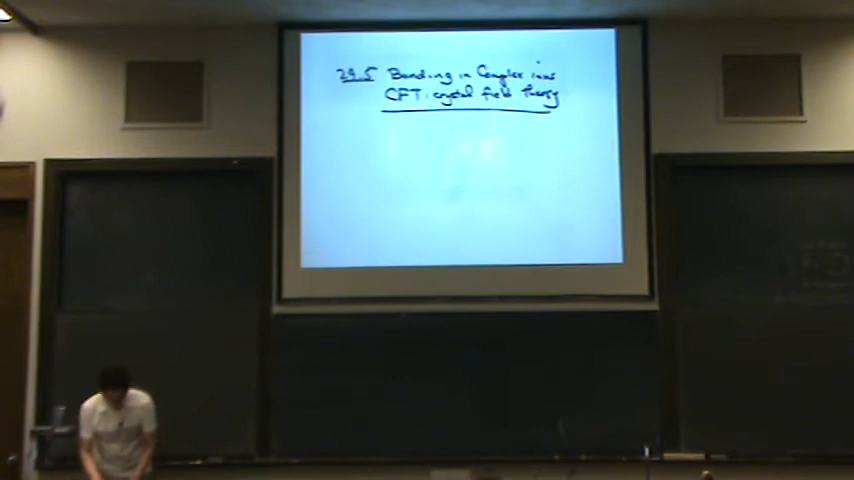 29.5 Bonding in Complex ions
CFT: crystal field theory